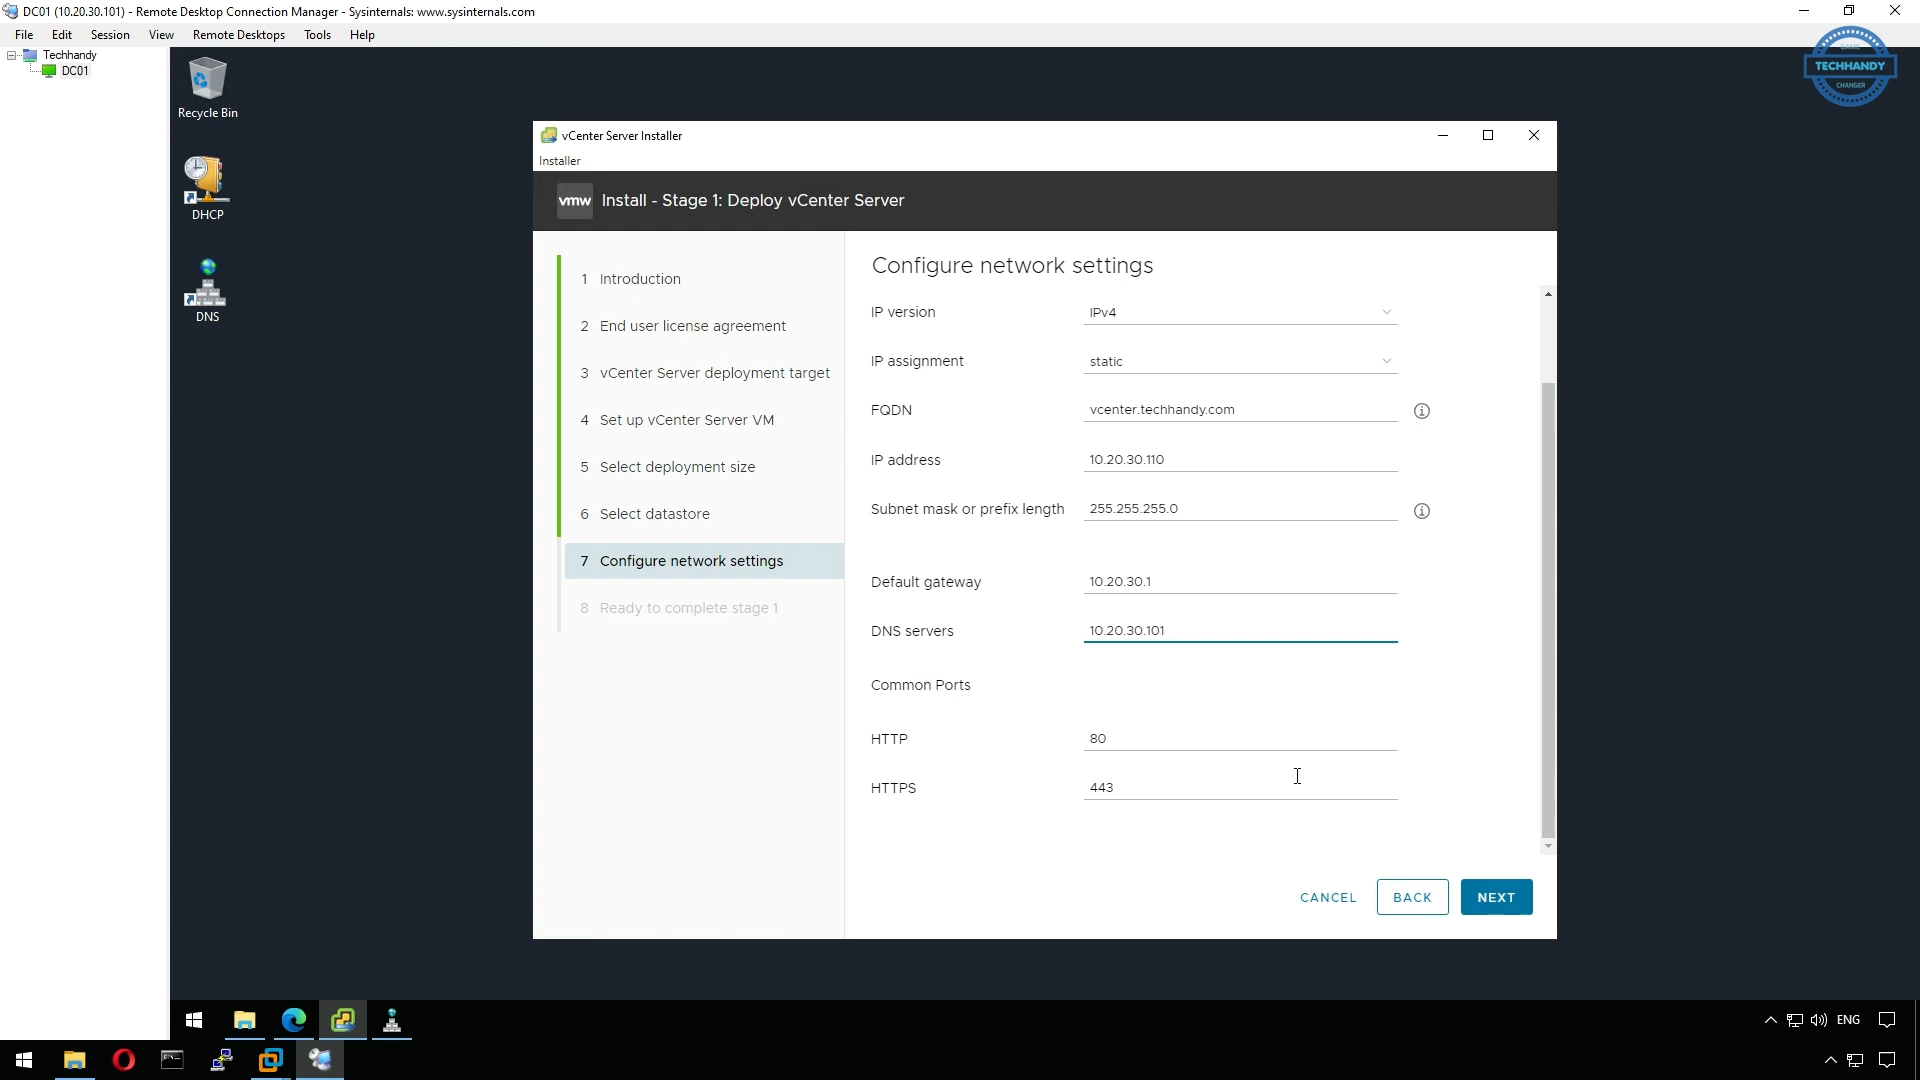 DC01 (10.20.30.101) - Remote Desktop Connection Manager - Sysinternals: www.sysinternals.com
File Edit Session View Remote Desktops Tools Help
Techhandy
DC01
Recycle Bin
DHCP
DNS
GAME
TECHHANDY
CHANGER
vCenter Server Installer
Installer
vmw Install - Stage 1: Deploy vCenter Server
1 Introduction
2 End user license agreement
3 vCenter Server deployment target
4 Set up vCenter Server VM
5 Select deployment size
6 Select datastore
7 Configure network settings
8 Ready to complete stage 1
Configure network settings
IP version IPv4
IP assignment static
FQDN vcenter.techhandy.com
IP address 10.20.30.110
Subnet mask or prefix length 255.255.255.0
Default gateway 10.20.30.1
DNS servers 10.20.30.101
Common Ports
HTTP 80
HTTPS 443
CANCEL BACK NEXT
ENG